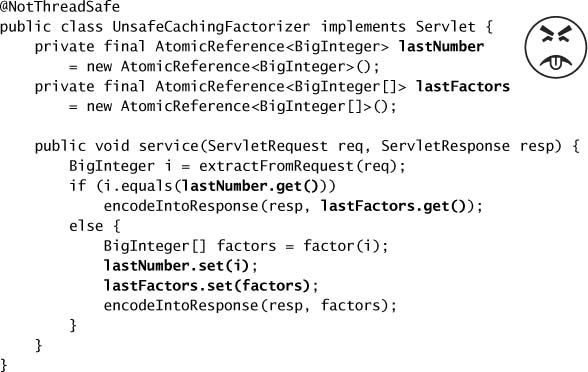 @NotThreadSafe
public class UnsafeCachingFactorizer implements Servlet {
    private final AtomicReference<BigInteger> lastNumber
        = new AtomicReference<BigInteger>();
    private final AtomicReference<BigInteger[]> lastFactors
        = new AtomicReference<BigInteger[]>();

    public void service(ServletRequest req, ServletResponse resp) {
        BigInteger i = extractFromRequest(req);
        if (i.equals(lastNumber.get()))
            encodeIntoResponse(resp, lastFactors.get());
        else {
            BigInteger[] factors = factor(i);
            lastNumber.set(i);
            lastFactors.set(factors);
            encodeIntoResponse(resp, factors);
        }
    }
}